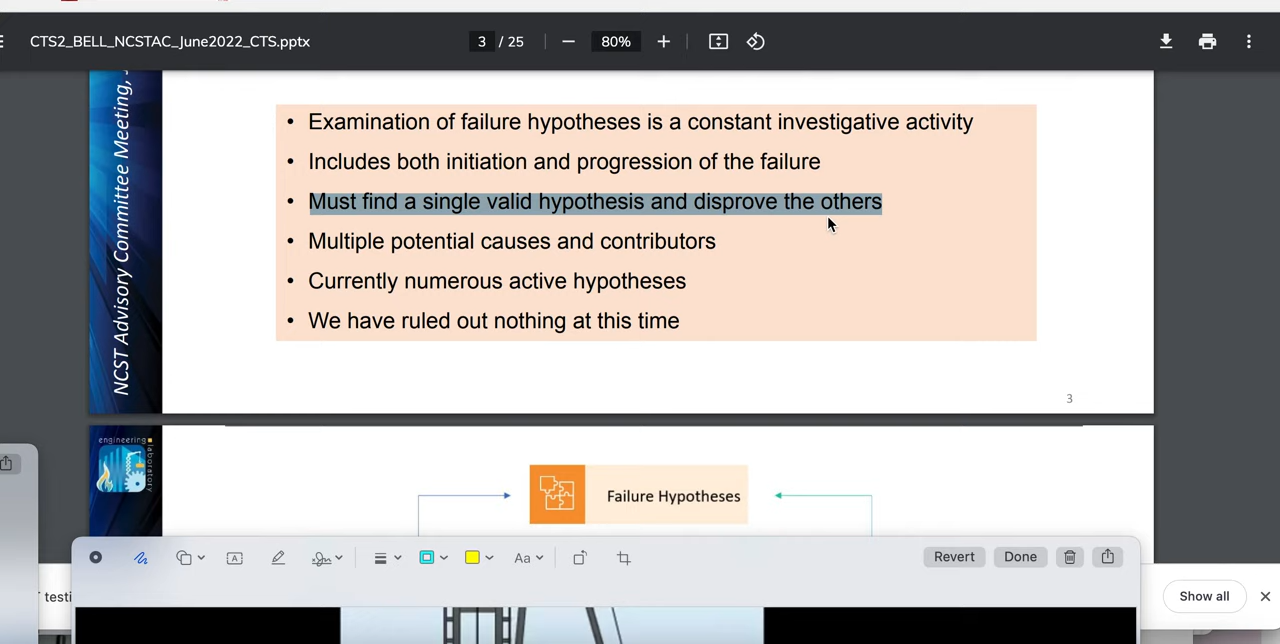 CTS2_BELL_NCSTAC_June2022_CTS.pptx
3 / 25
80%
NCST Advisory Committee Meeting,
• Examination of failure hypotheses is a constant investigative activity
• Includes both initiation and progression of the failure
• Must find a single valid hypothesis and disprove the others
• Multiple potential causes and contributors
• Currently numerous active hypotheses
• We have ruled out nothing at this time
3
engineering
laboratory
Failure Hypotheses
A
Aa
Revert
Done
testi
Show all